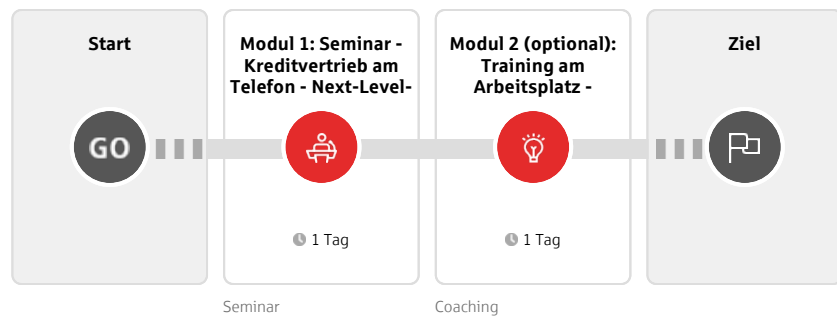 Start
Modul 1: Seminar -
Kreditvertrieb am
Telefon - Next-Level-
Modul 2 (optional):
Training am
Arbeitsplatz -
Ziel
GO
1 Tag
1 Tag
Seminar
Coaching